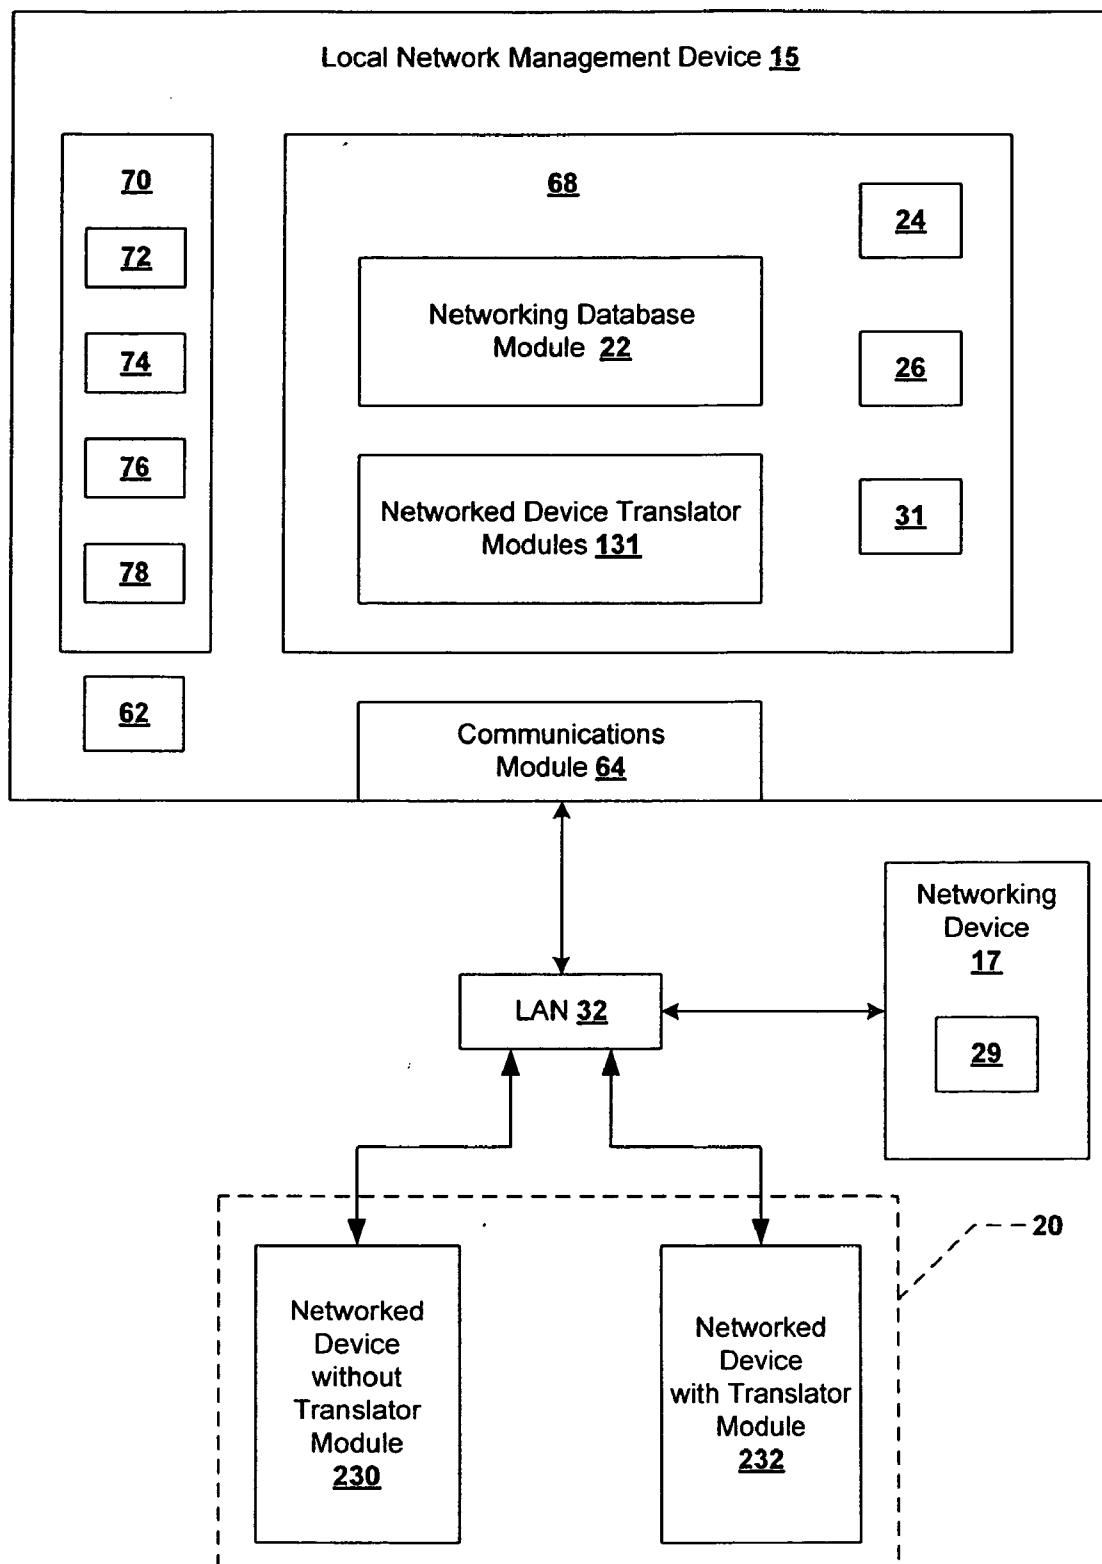 Local Network Management Device 15
70
72
74
76
78
62
68
Networking Database
Module 22
Networked Device Translator
Modules 131
24
26
31
Communications
Module 64
LAN 32
Networking
Device
17
29
20
Networked
Device
without
Translator
Module
230
Networked
Device
with Translator
Module
232